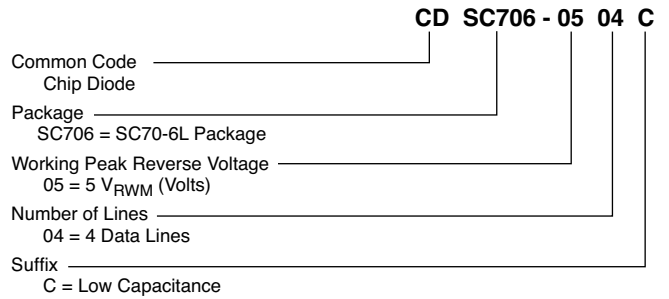 CD SC706 - 05 04 C
Common Code
Chip Diode
Package
SC706 = SC70-6L Package
Working Peak Reverse Voltage
05 = 5 VRWM (Volts)
Number of Lines
04 = 4 Data Lines
Suffix
C = Low Capacitance